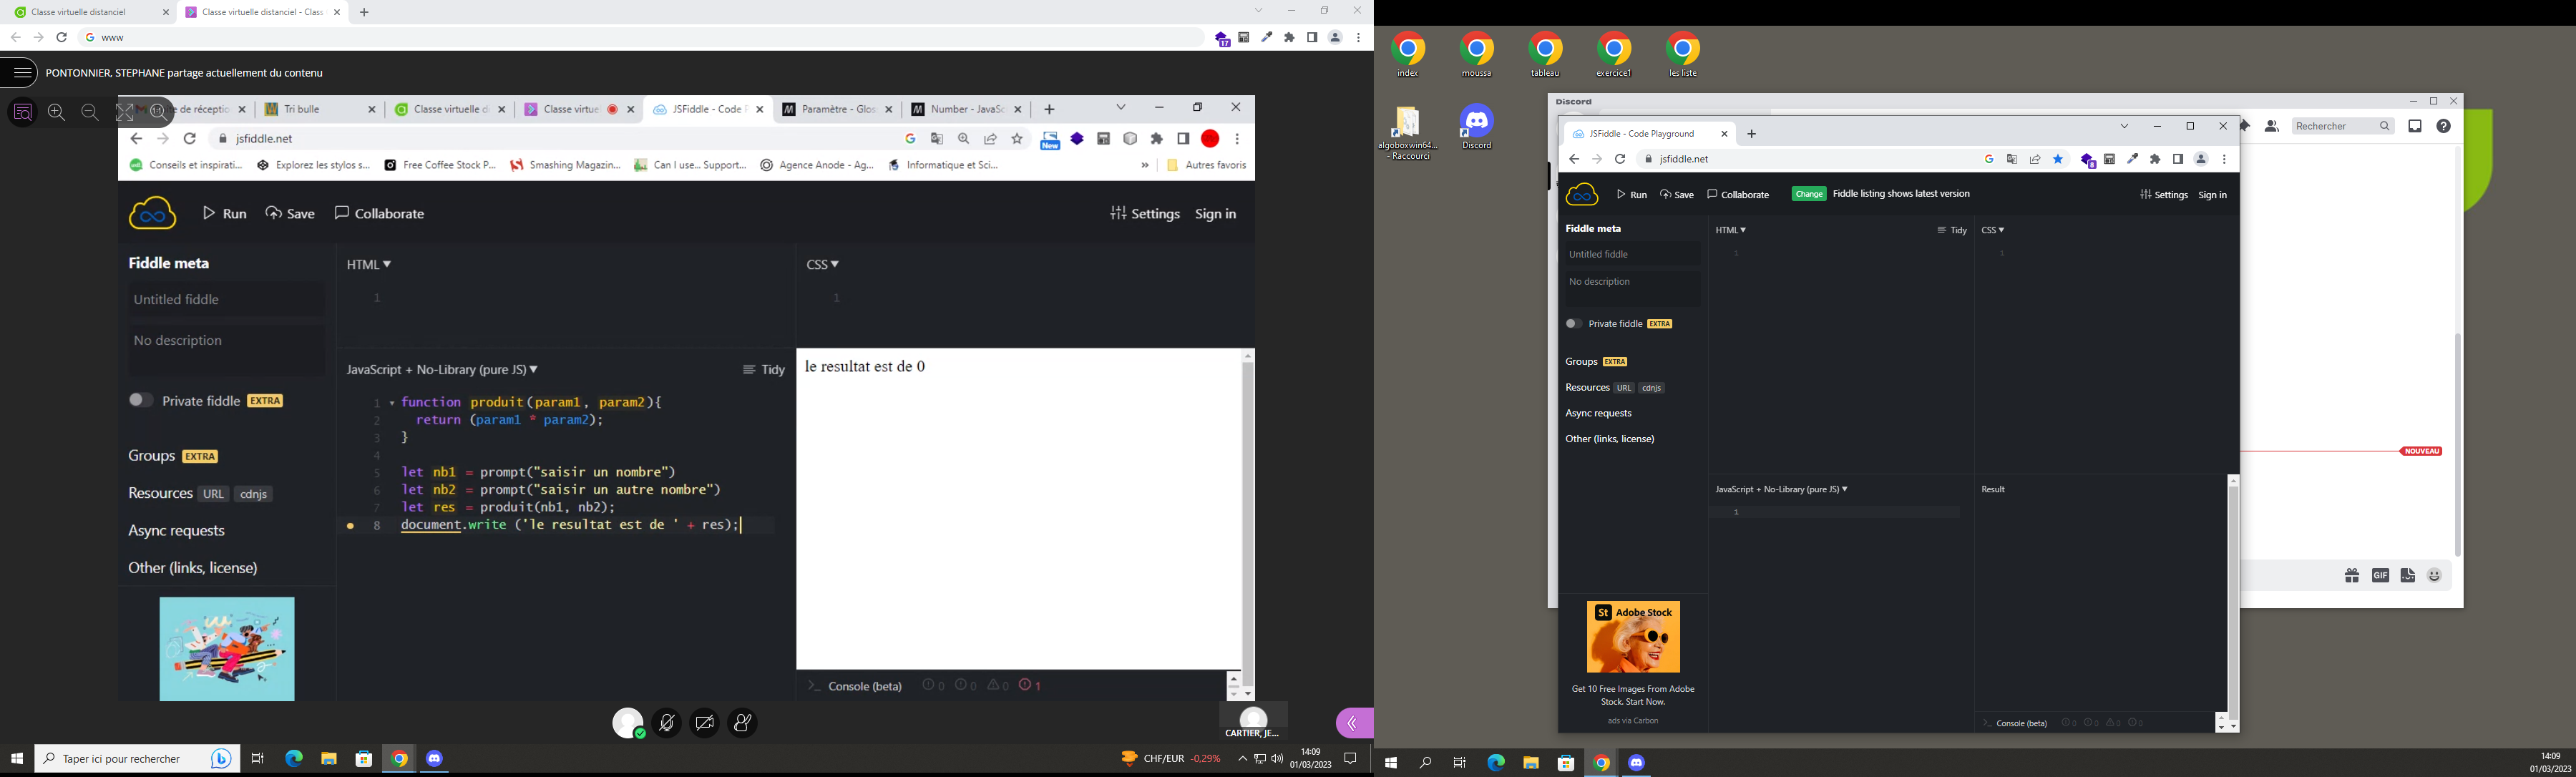 Classe virtuelle distanciel
Classe virtuelle distanciel - Class
www
17
PONTONNIER, STEPHANE partage actuellement du contenu
te de réceptio
Tri bulle
Classe virtuelle d
Classe virtue
JSFiddle - Code P
Paramètre - Glos
Number - JavaSc
jsfiddle.net
New
Conseils et inspirati...
Explorez les stylos s...
Free Coffee Stock P...
Smashing Magazin...
Can I use... Support...
Agence Anode - Ag...
Informatique et Sci...
»
Autres favoris
Run
Save
Collaborate
Settings
Sign in
Fiddle meta
Untitled fiddle
No description
Private fiddle EXTRA
Groups EXTRA
Resources URL cdnjs
Async requests
Other (links, license)
HTML ▼
1
CSS ▼
1
JavaScript + No-Library (pure JS) ▼
Tidy
1 function produit(param1, param2){
2 return (param1 * param2);
3 }
4
5 let nb1 = prompt("saisir un nombre")
6 let nb2 = prompt("saisir un autre nombre")
7 let res = produit(nb1, nb2);
8 document.write ('le resultat est de ' + res);
le resultat est de 0
Console (beta) 0 0 0 1
CARTIER, JE...
Taper ici pour rechercher
CHF/EUR -0,29%
14:09
01/03/2023
index
moussa
tableau
exercice1
les liste
algoboxwin64...
- Raccourci
Discord
Discord
Rechercher
JSFiddle - Code Playground
jsfiddle.net
8
Run
Save
Collaborate
Change
Fiddle listing shows latest version
Settings
Sign in
Fiddle meta
Untitled fiddle
No description
Private fiddle EXTRA
Groups EXTRA
Resources URL cdnjs
Async requests
Other (links, license)
HTML ▼
Tidy
1
CSS ▼
1
JavaScript + No-Library (pure JS) ▼
1
Result
St Adobe Stock
Get 10 Free Images From Adobe
Stock. Start Now.
ads via Carbon
Console (beta) 0 0 0 0
NOUVEAU
GIF
14:09
01/03/2023